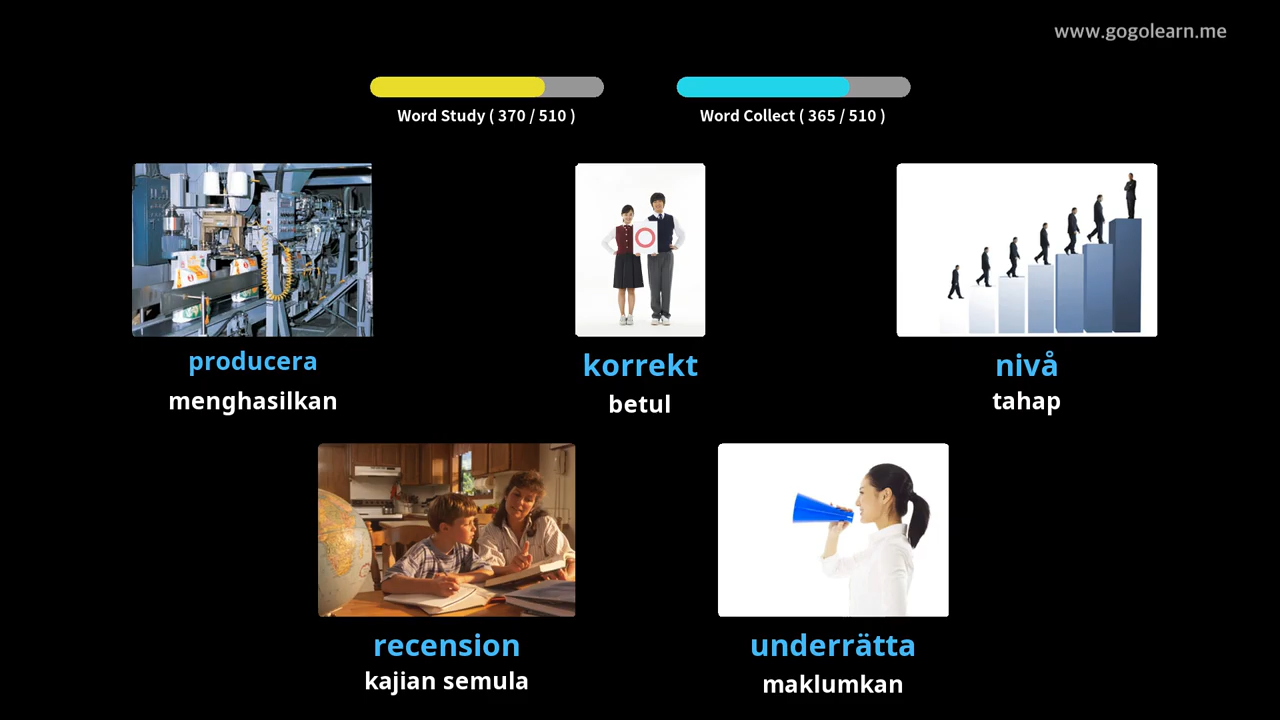 www.gogolearn.me
Word Study ( 370 / 510 )
Word Collect ( 365 / 510 )
producera
menghasilkan
korrekt
betul
nivå
tahap
recension
kajian semula
underrätta
maklumkan